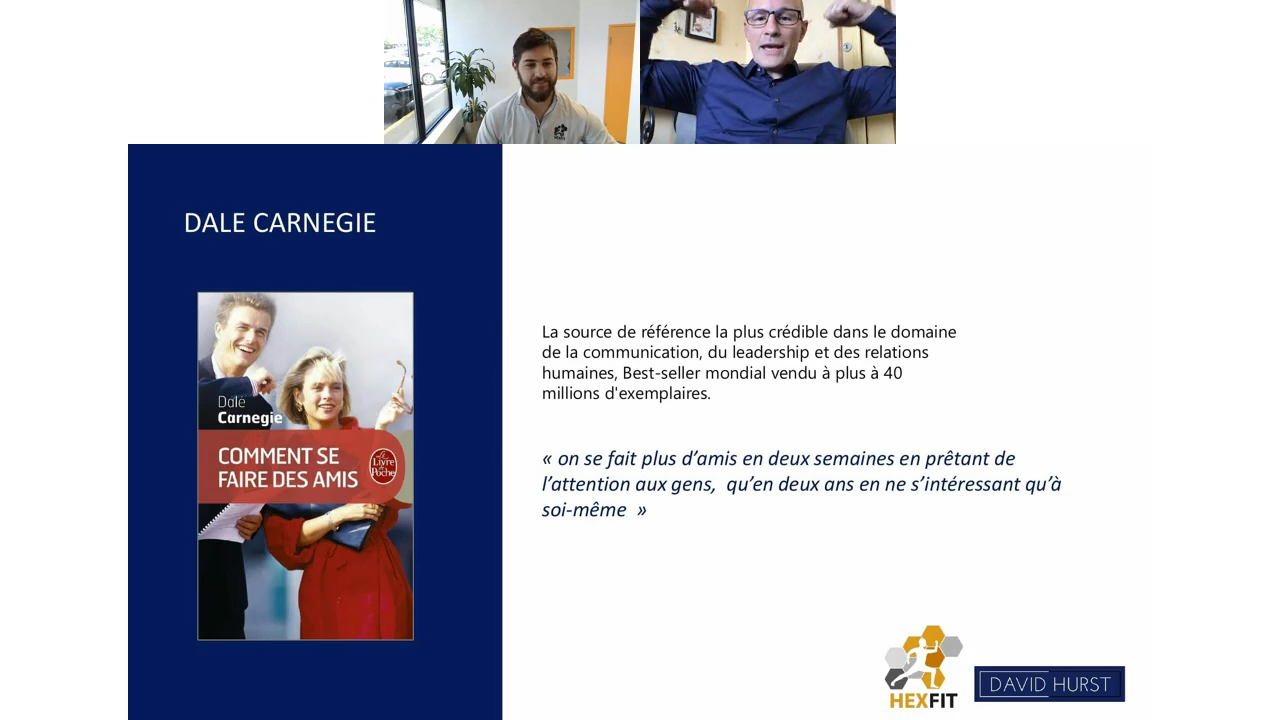 DALE CARNEGIE
Dale
Carnegie
COMMENT SE
FAIRE DES AMIS
Le
Livre
de
Poche
La source de référence la plus crédible dans le domaine
de la communication, du leadership et des relations
humaines, Best-seller mondial vendu à plus à 40
millions d'exemplaires.
« on se fait plus d’amis en deux semaines en prêtant de
l’attention aux gens,  qu’en deux ans en ne s’intéressant qu’à
soi-même  »
HEXFIT
DAVID HURST